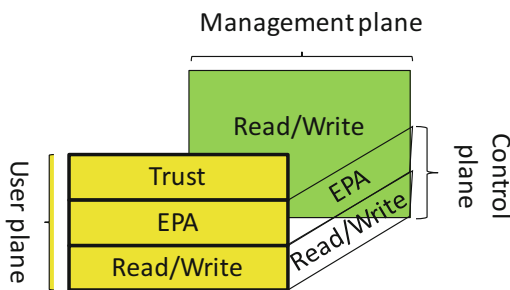 Management plane
Read/Write
Control
plane
EPA
Read/Write
User plane
Trust
EPA
Read/Write